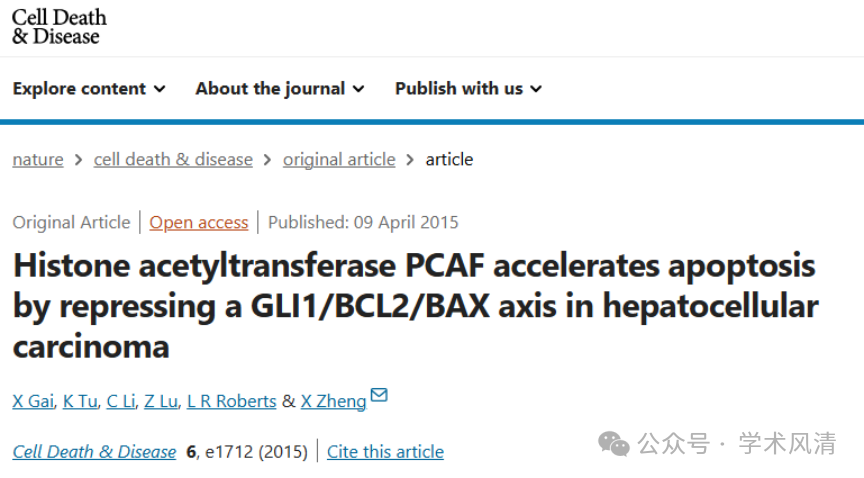 Cell Death
& Disease
Explore content About the journal Publish with us
nature > cell death & disease > original article > article
Original Article | Open access | Published: 09 April 2015
Histone acetyltransferase PCAF accelerates apoptosis
by repressing a GLI1/BCL2/BAX axis in hepatocellular
carcinoma
X Gai, K Tu, C Li, Z Lu, L R Roberts & X Zheng
Cell Death & Disease 6, e1712 (2015) | Cite this article
公众号 · 学术风清